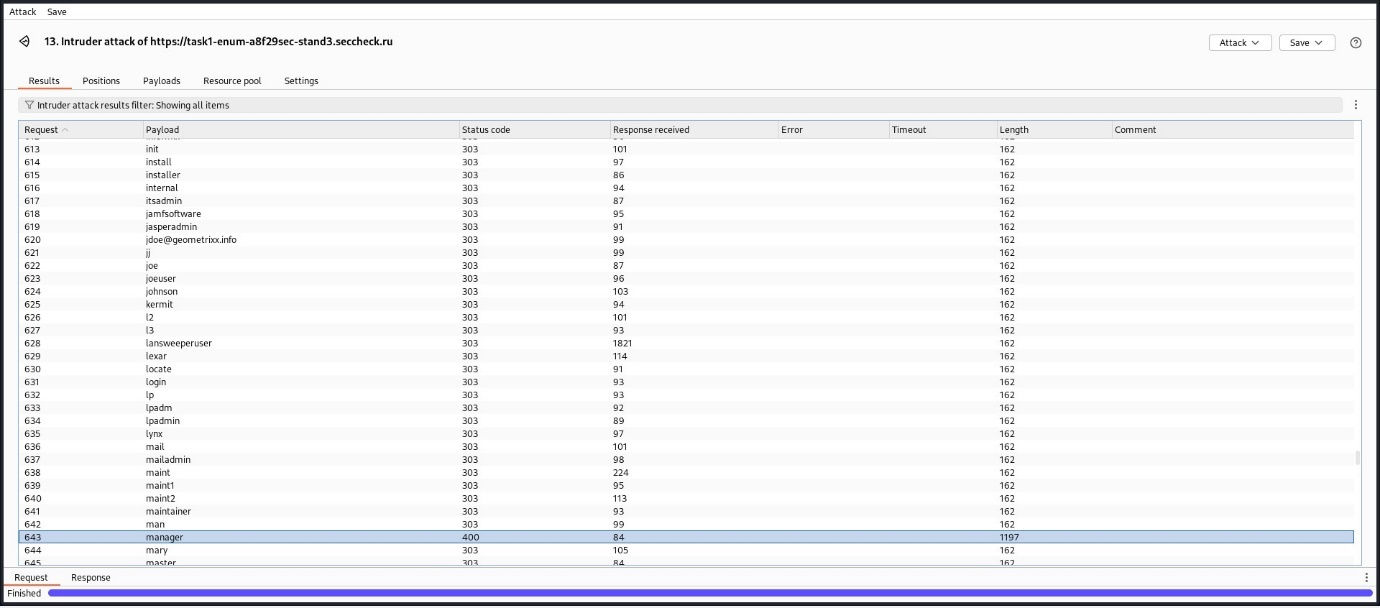 Attack Save
13. Intruder attack of https://task1-enum-a8f29sec-stand3.seccheck.ru
Attack Save
Results Positions Payloads Resource pool Settings
Intruder attack results filter: Showing all items
Request Payload Status code Response received Error Timeout Length Comment
613 init 303 101 162
614 install 303 97 162
615 installer 303 86 162
616 internal 303 94 162
617 itsadmin 303 87 162
618 jamfsoftware 303 95 162
619 jasperadmin 303 91 162
620 jdoe@geometrixx.info 303 99 162
621 jj 303 99 162
622 joe 303 87 162
623 joeuser 303 96 162
624 johnson 303 103 162
625 kermit 303 94 162
626 l2 303 101 162
627 l3 303 93 162
628 lansweeperuser 303 1821 162
629 lexar 303 114 162
630 locate 303 91 162
631 login 303 93 162
632 lp 303 93 162
633 lpadm 303 92 162
634 lpadmin 303 89 162
635 lynx 303 97 162
636 mail 303 101 162
637 mailadmin 303 98 162
638 maint 303 224 162
639 maint1 303 95 162
640 maint2 303 113 162
641 maintainer 303 93 162
642 man 303 99 162
643 manager 400 84 1197
644 mary 303 105 162
645 master 303 84 162
Request Response
Finished